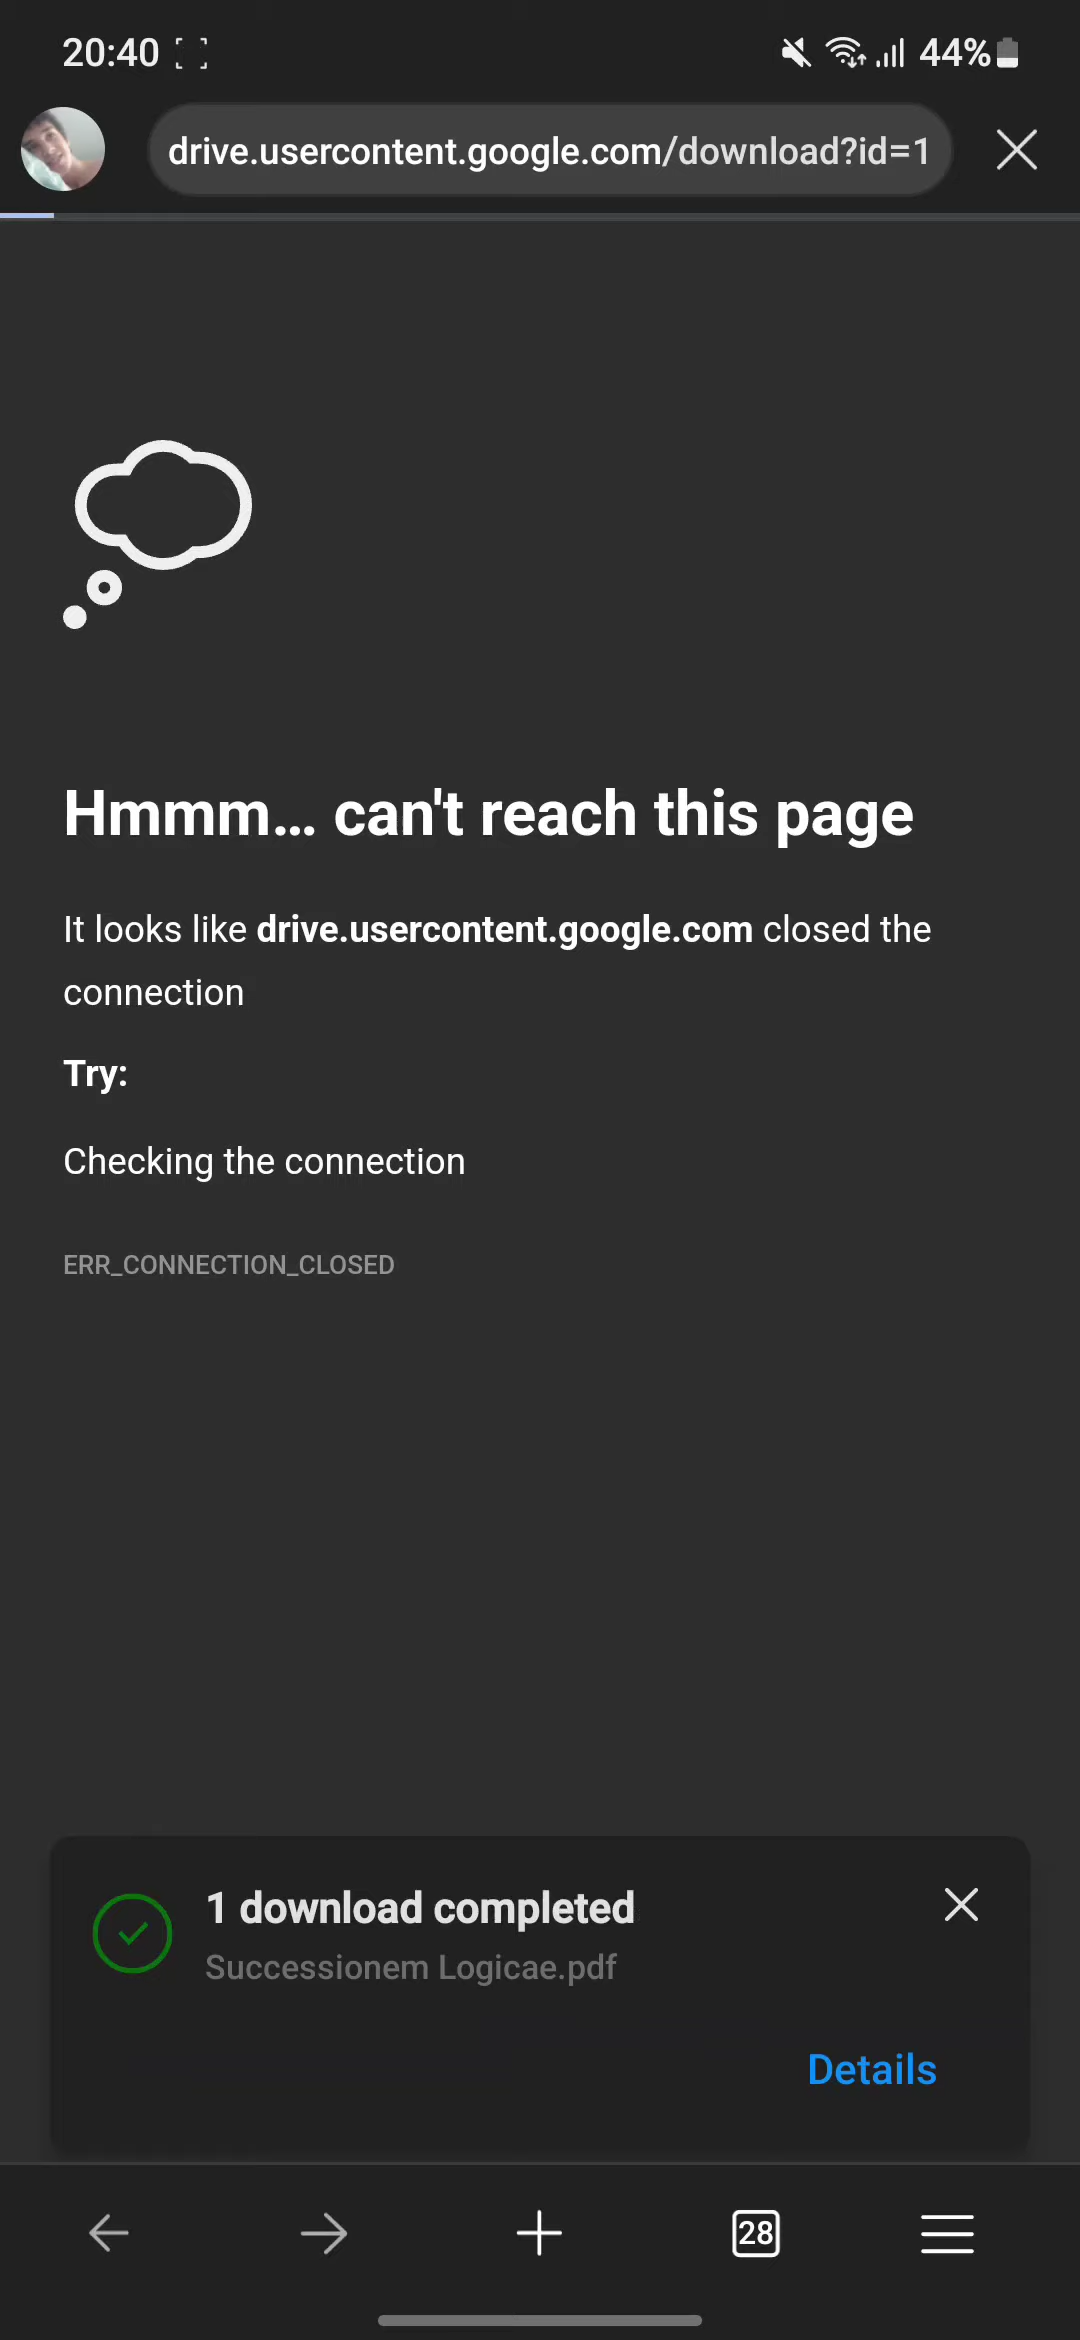 20:40
44%
drive.usercontent.google.com/download?id=1
Hmmm... can't reach this page
It looks like drive.usercontent.google.com closed the
connection
Try:
Checking the connection
ERR_CONNECTION_CLOSED
1 download completed
Successionem Logicae.pdf
Details
28